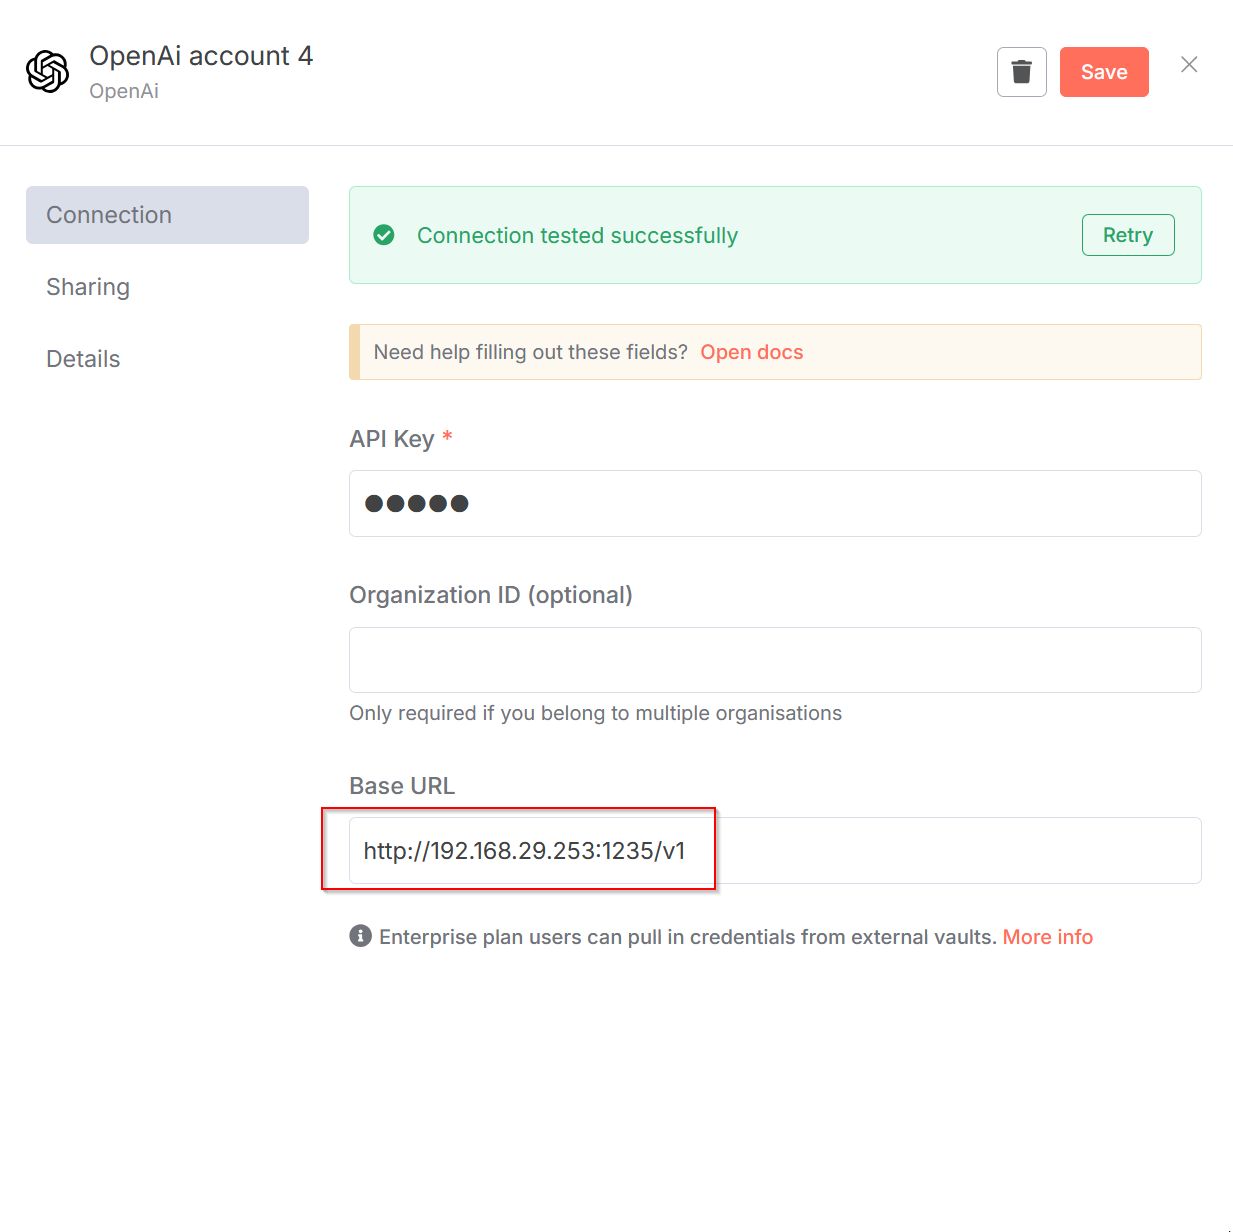 OpenAi account 4
OpenAi
Save
Connection
Sharing
Details
Connection tested successfully
Retry
Need help filling out these fields? Open docs
API Key *
Organization ID (optional)
Only required if you belong to multiple organisations
Base URL
http://192.168.29.253:1235/v1
Enterprise plan users can pull in credentials from external vaults. More info